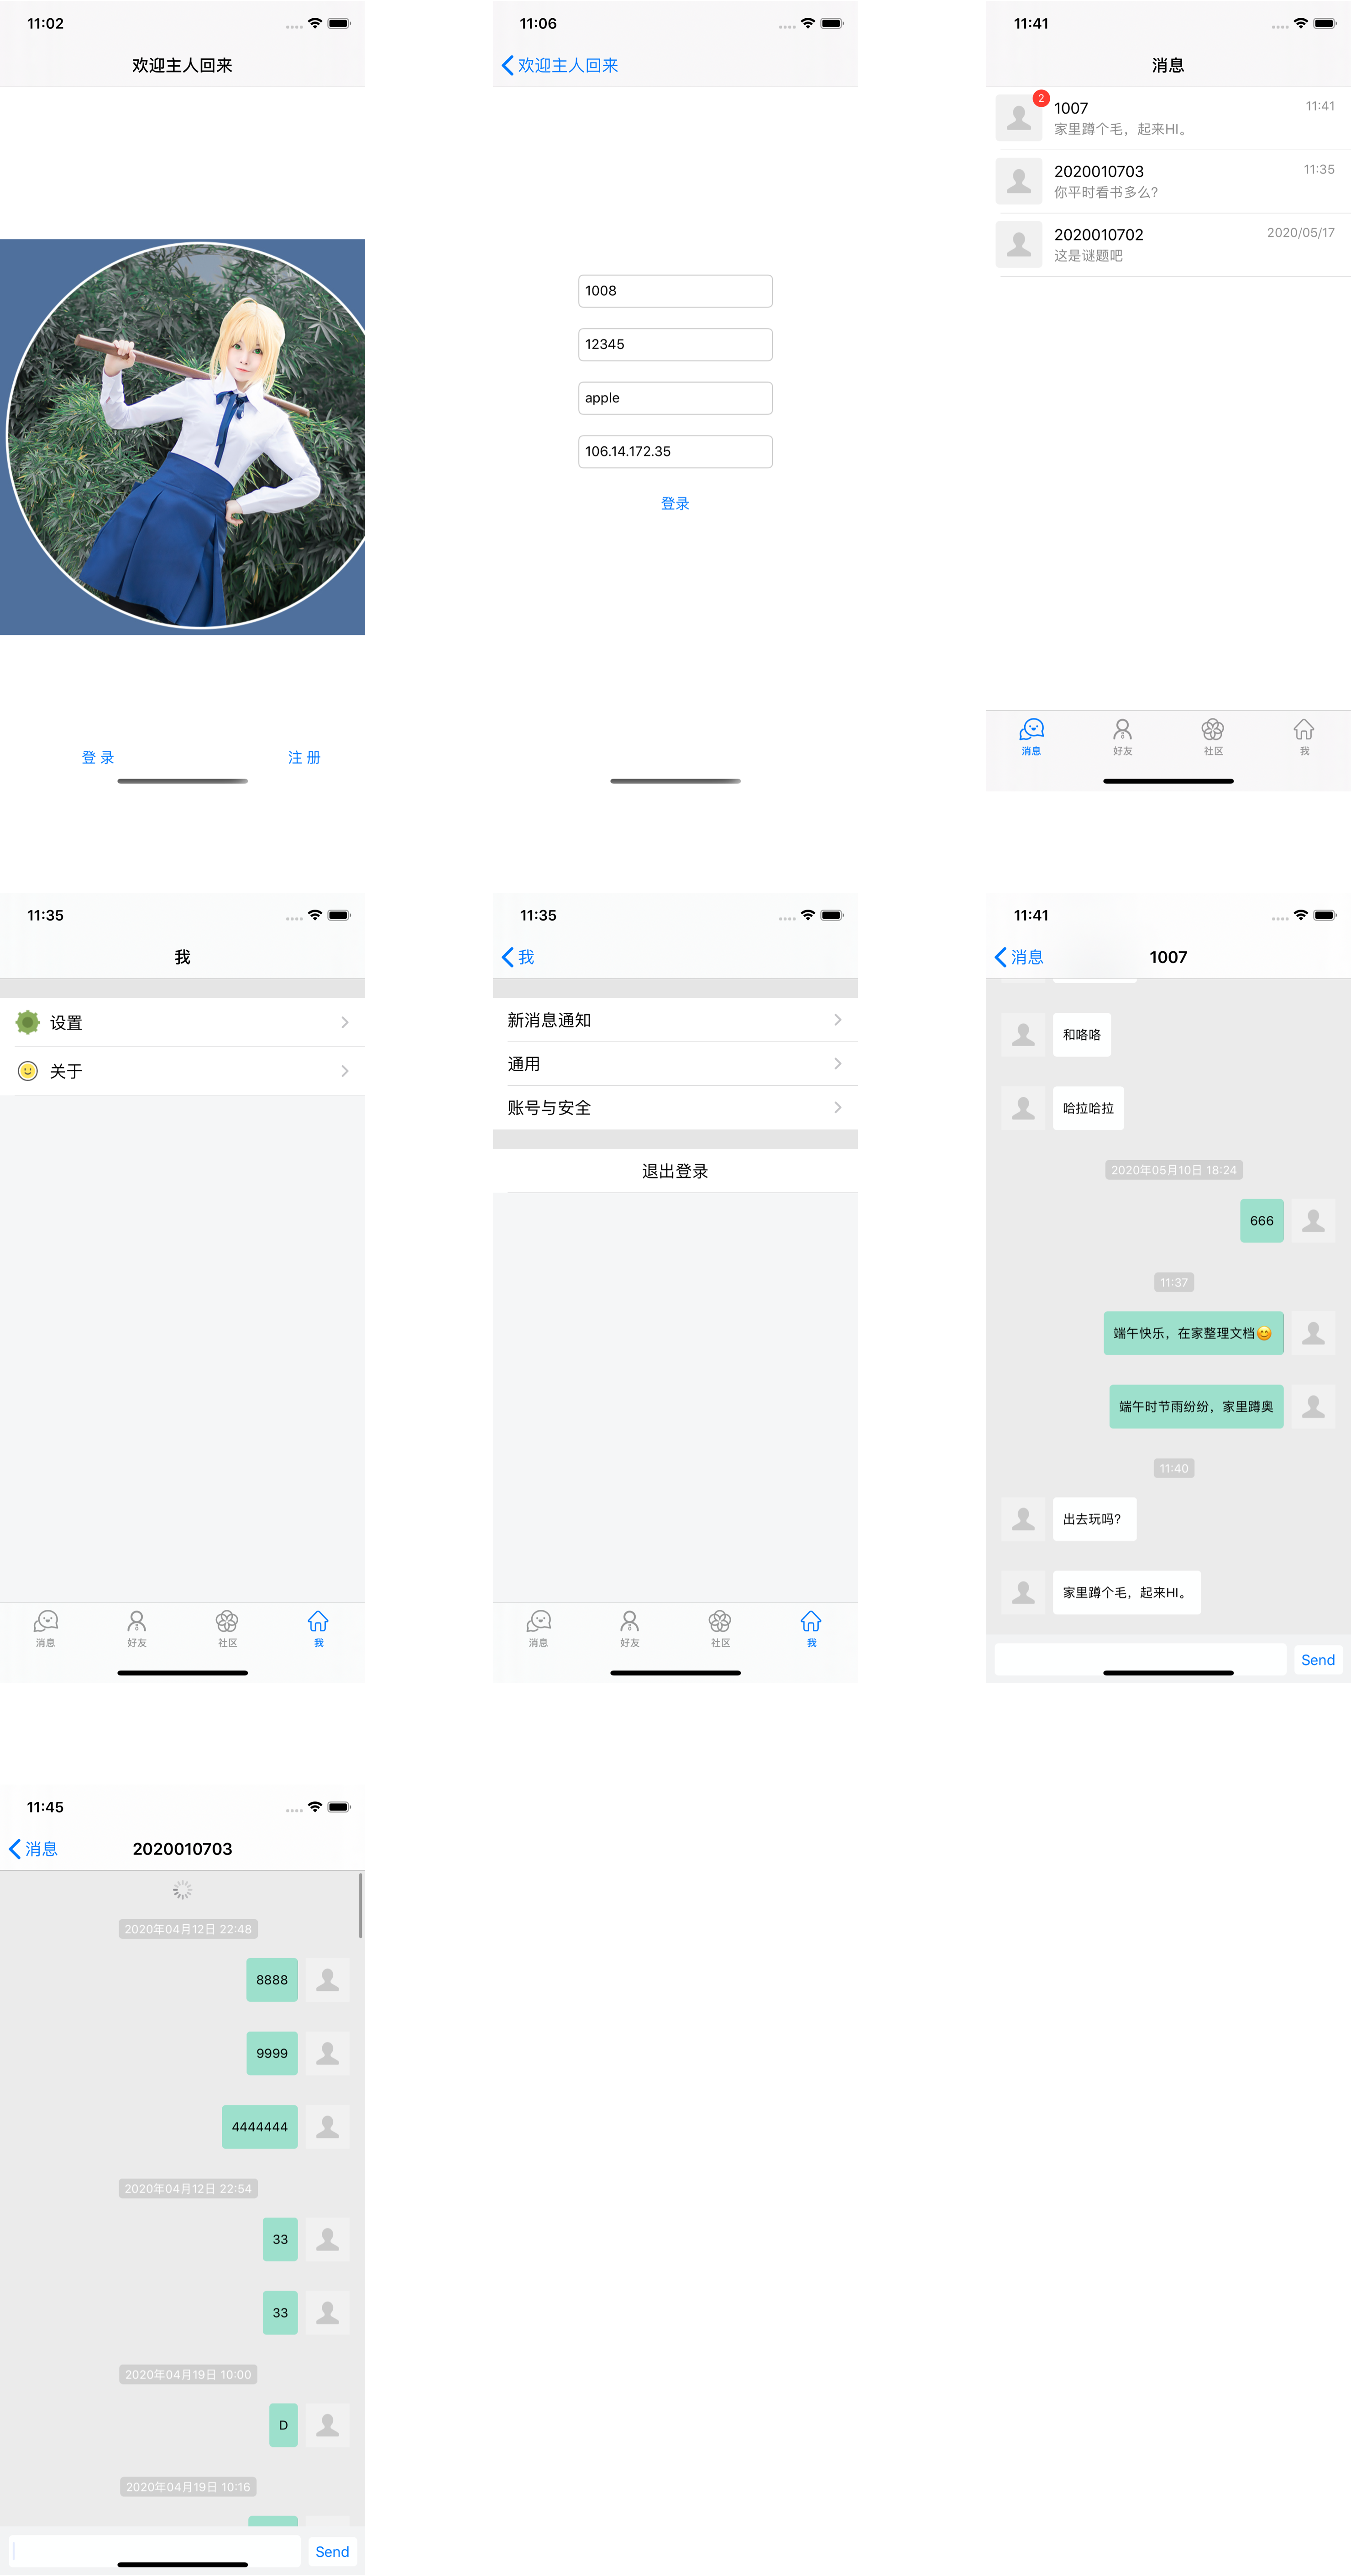 11:02
欢迎主人回来
登 录
注 册
11:06
欢迎主人回来
1008
12345
apple
106.14.172.35
登录
11:41
消息
2
1007
11:41
家里蹲个毛，起来HI。
2020010703
11:35
你平时看书多么?
2020010702
2020/05/17
这是谜题吧
消息
好友
社区
我
11:35
我
设置
关于
消息
好友
社区
我
11:35
我
新消息通知
通用
账号与安全
退出登录
消息
好友
社区
我
11:41
消息
1007
和咯咯
哈拉哈拉
2020年05月10日 18:24
666
11:37
端午快乐，在家整理文档😊
端午时节雨纷纷，家里蹲奥
11:40
出去玩吗?
家里蹲个毛，起来HI。
Send
11:45
消息
2020010703
2020年04月12日 22:48
8888
9999
4444444
2020年04月12日 22:54
33
33
2020年04月19日 10:00
D
2020年04月19日 10:16
Send